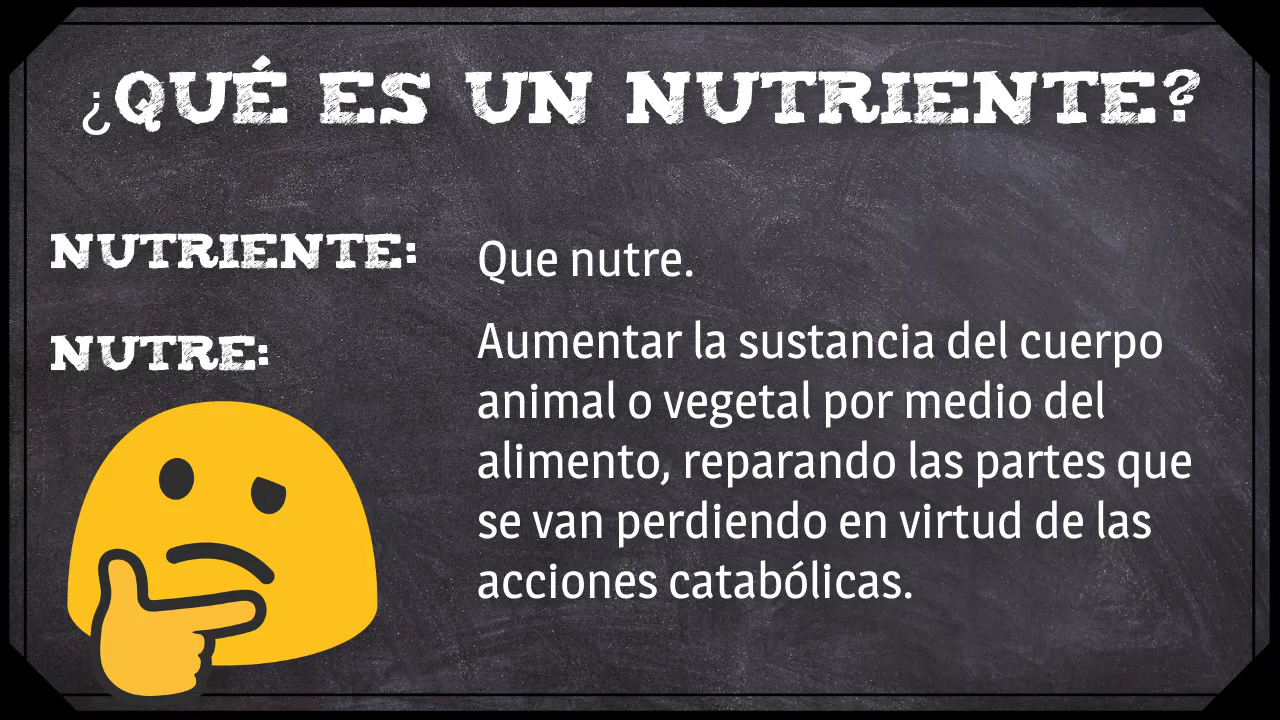 ¿QUÉ ES UN NUTRIENTE?
NUTRIENTE:
Que nutre.
NUTRE:
Aumentar la sustancia del cuerpo
animal o vegetal por medio del
alimento, reparando las partes que
se van perdiendo en virtud de las
acciones catabólicas.